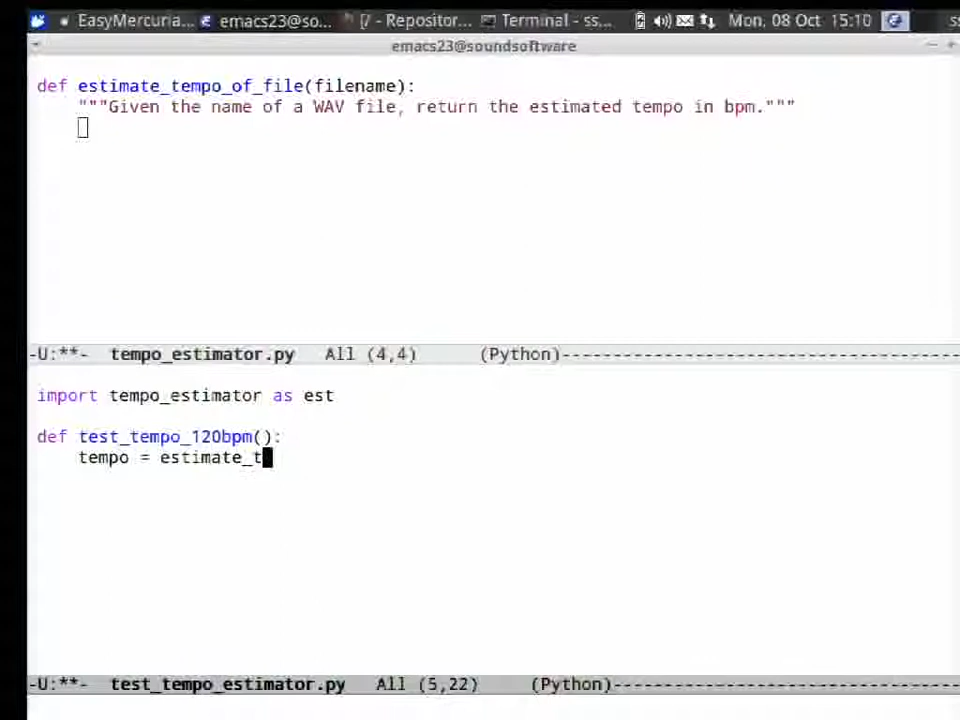 EasyMercuria... emacs23@so... [/ - Repositor... Terminal - ss... Mon, 08 Oct 15:10 ss
emacs23@soundsoftware
def estimate_tempo_of_file(filename):
"""Given the name of a WAV file, return the estimated tempo in bpm."""
-U:**- tempo_estimator.py All (4,4) (Python)--------------------------------------
import tempo_estimator as est
def test_tempo_120bpm():
tempo = estimate_t
-U:**- test_tempo_estimator.py All (5,22) (Python)---------------------------------